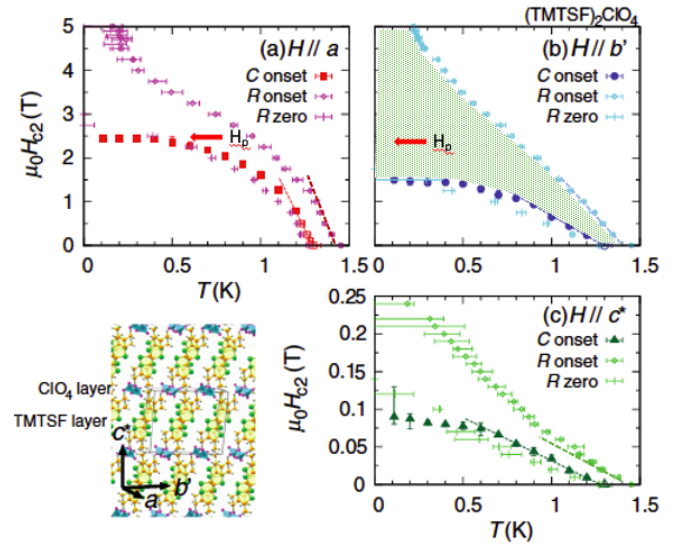 (TMTSF)₂ClO₄
(a) H // a
C onset
R onset
R zero
Hₚ
μ₀H_c2 (T)
5
4
3
2
1
0
0
0.5
1
1.5
T (K)
(b) H // b'
C onset
R onset
R zero
Hₚ
0
0.5
1
1.5
T (K)
ClO₄ layer
TMTSF layer
c*
a
b'
(c) H // c*
C onset
R onset
R zero
μ₀H_c2 (T)
0.25
0.2
0.15
0.1
0.05
0
0
0.5
1
1.5
T (K)